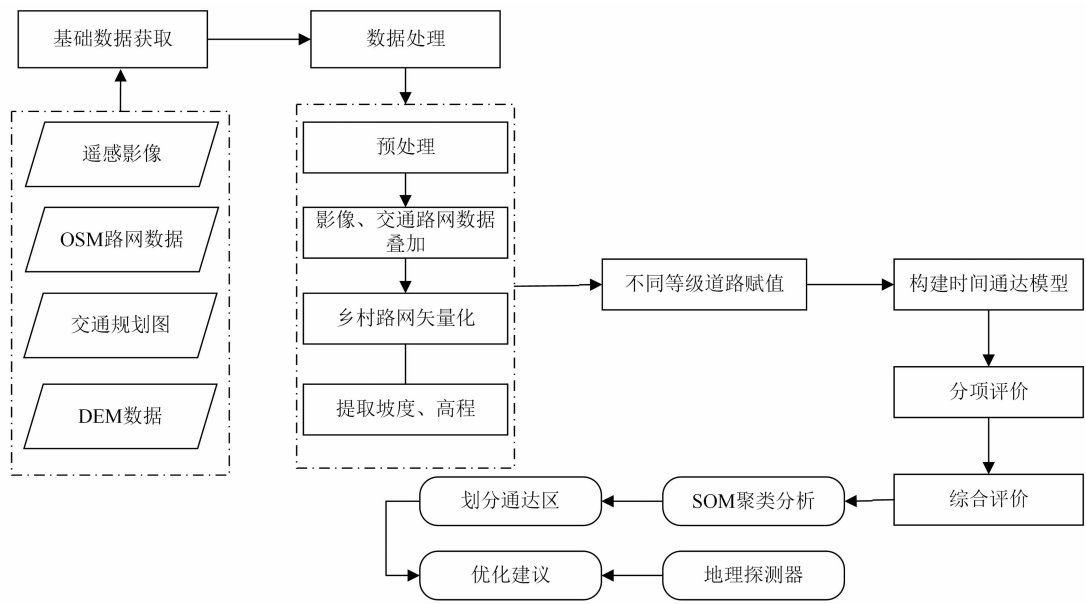 基础数据获取
数据处理
遥感影像
OSM路网数据
交通规划图
DEM数据
预处理
影像、交通路网数据
叠加
乡村路网矢量化
提取坡度、高程
不同等级道路赋值
构建时间通达模型
分项评价
综合评价
SOM聚类分析
划分通达区
优化建议
地理探测器